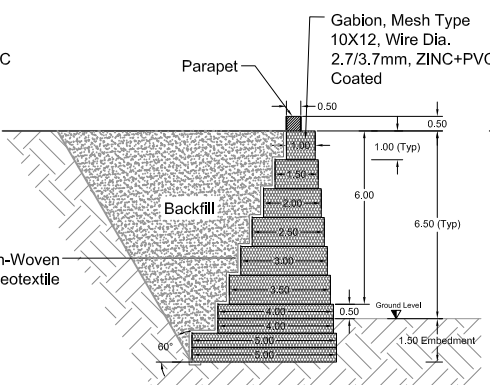 Gabion, Mesh Type
10X12, Wire Dia.
2.7/3.7mm, ZINC+PVC
Coated
C
Parapet
0.50
0.50
1.00
1.00 (Typ)
1.50
2.00
6.00
Backfill
6.50 (Typ)
2.50
n-Woven
3.00
eotextile
3.50
Ground Level
4.00
0.50
4.00
1.50 Embedment
60°
5.00
5.00